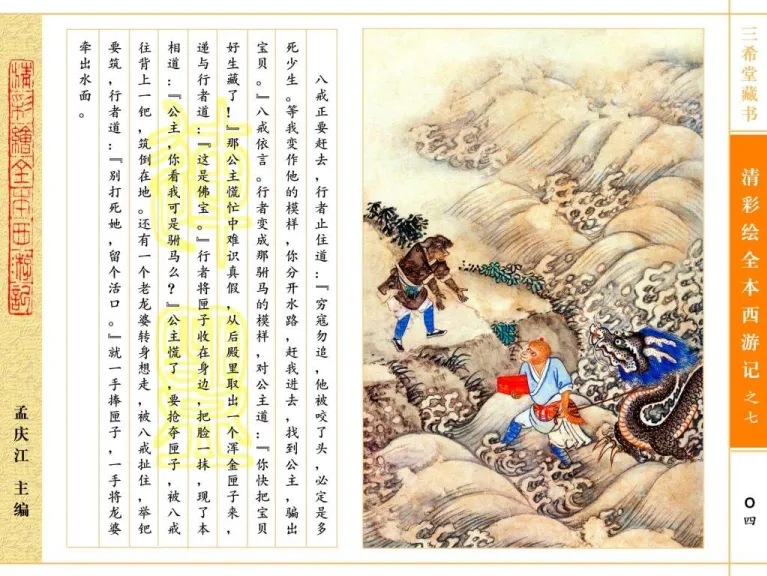 三希堂藏书
清彩绘全本西游记之七
〇四
八戒正要赶去，行者止住道：『穷寇勿追，他被咬了头，必定是多
死少生。等我变作他的模样，你分开水路，赶我进去，找到公主，骗出
宝贝。』八戒依言。行者变成那驸马的模样，对公主道：『你快把宝贝
好生藏了！』那公主慌忙中难识真假，从后殿里取出一个浑金匣子来，
递与行者道：『这是佛宝。』行者将匣子收在身边，把脸一抹，现了本
相道：『公主，你看我可是驸马么？』公主慌了，要抢夺匣子，被八戒
往背上一钯，筑倒在地。还有一个老龙婆转身想走，被八戒扯住，举钯
要筑，行者道：『别打死她，留个活口。』就一手捧匣子，一手将龙婆
牵出水面。
精彩绘全本西游记
孟庆江 主编